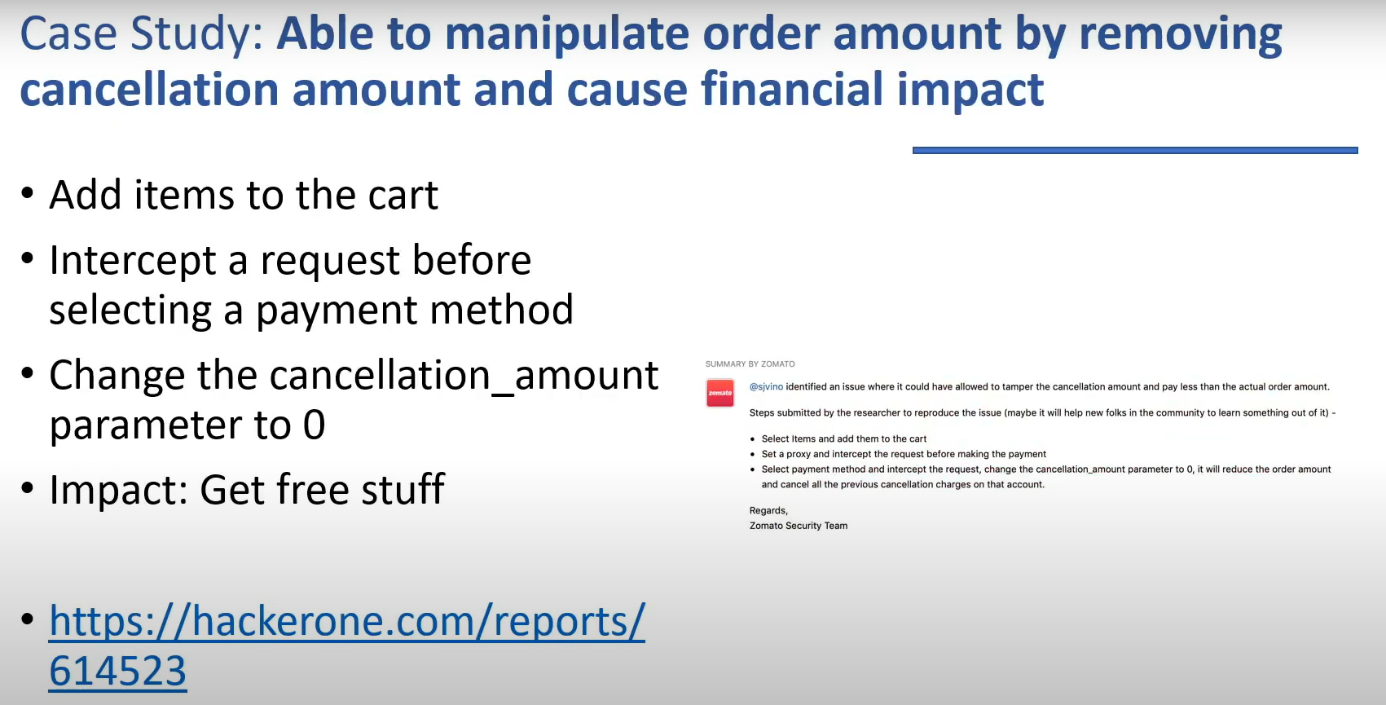 Case Study: Able to manipulate order amount by removing
cancellation amount and cause financial impact
• Add items to the cart
• Intercept a request before
selecting a payment method
• Change the cancellation_amount
parameter to 0
• Impact: Get free stuff
• https://hackerone.com/reports/
614523
SUMMARY BY ZOMATO
zomato
@sjvino identified an issue where it could have allowed to tamper the cancellation amount and pay less than the actual order amount.
Steps submitted by the researcher to reproduce the issue (maybe it will help new folks in the community to learn something out of it) -
• Select Items and add them to the cart
• Set a proxy and intercept the request before making the payment
• Select payment method and intercept the request, change the cancellation_amount parameter to 0, it will reduce the order amount
and cancel all the previous cancellation charges on that account.
Regards,
Zomato Security Team